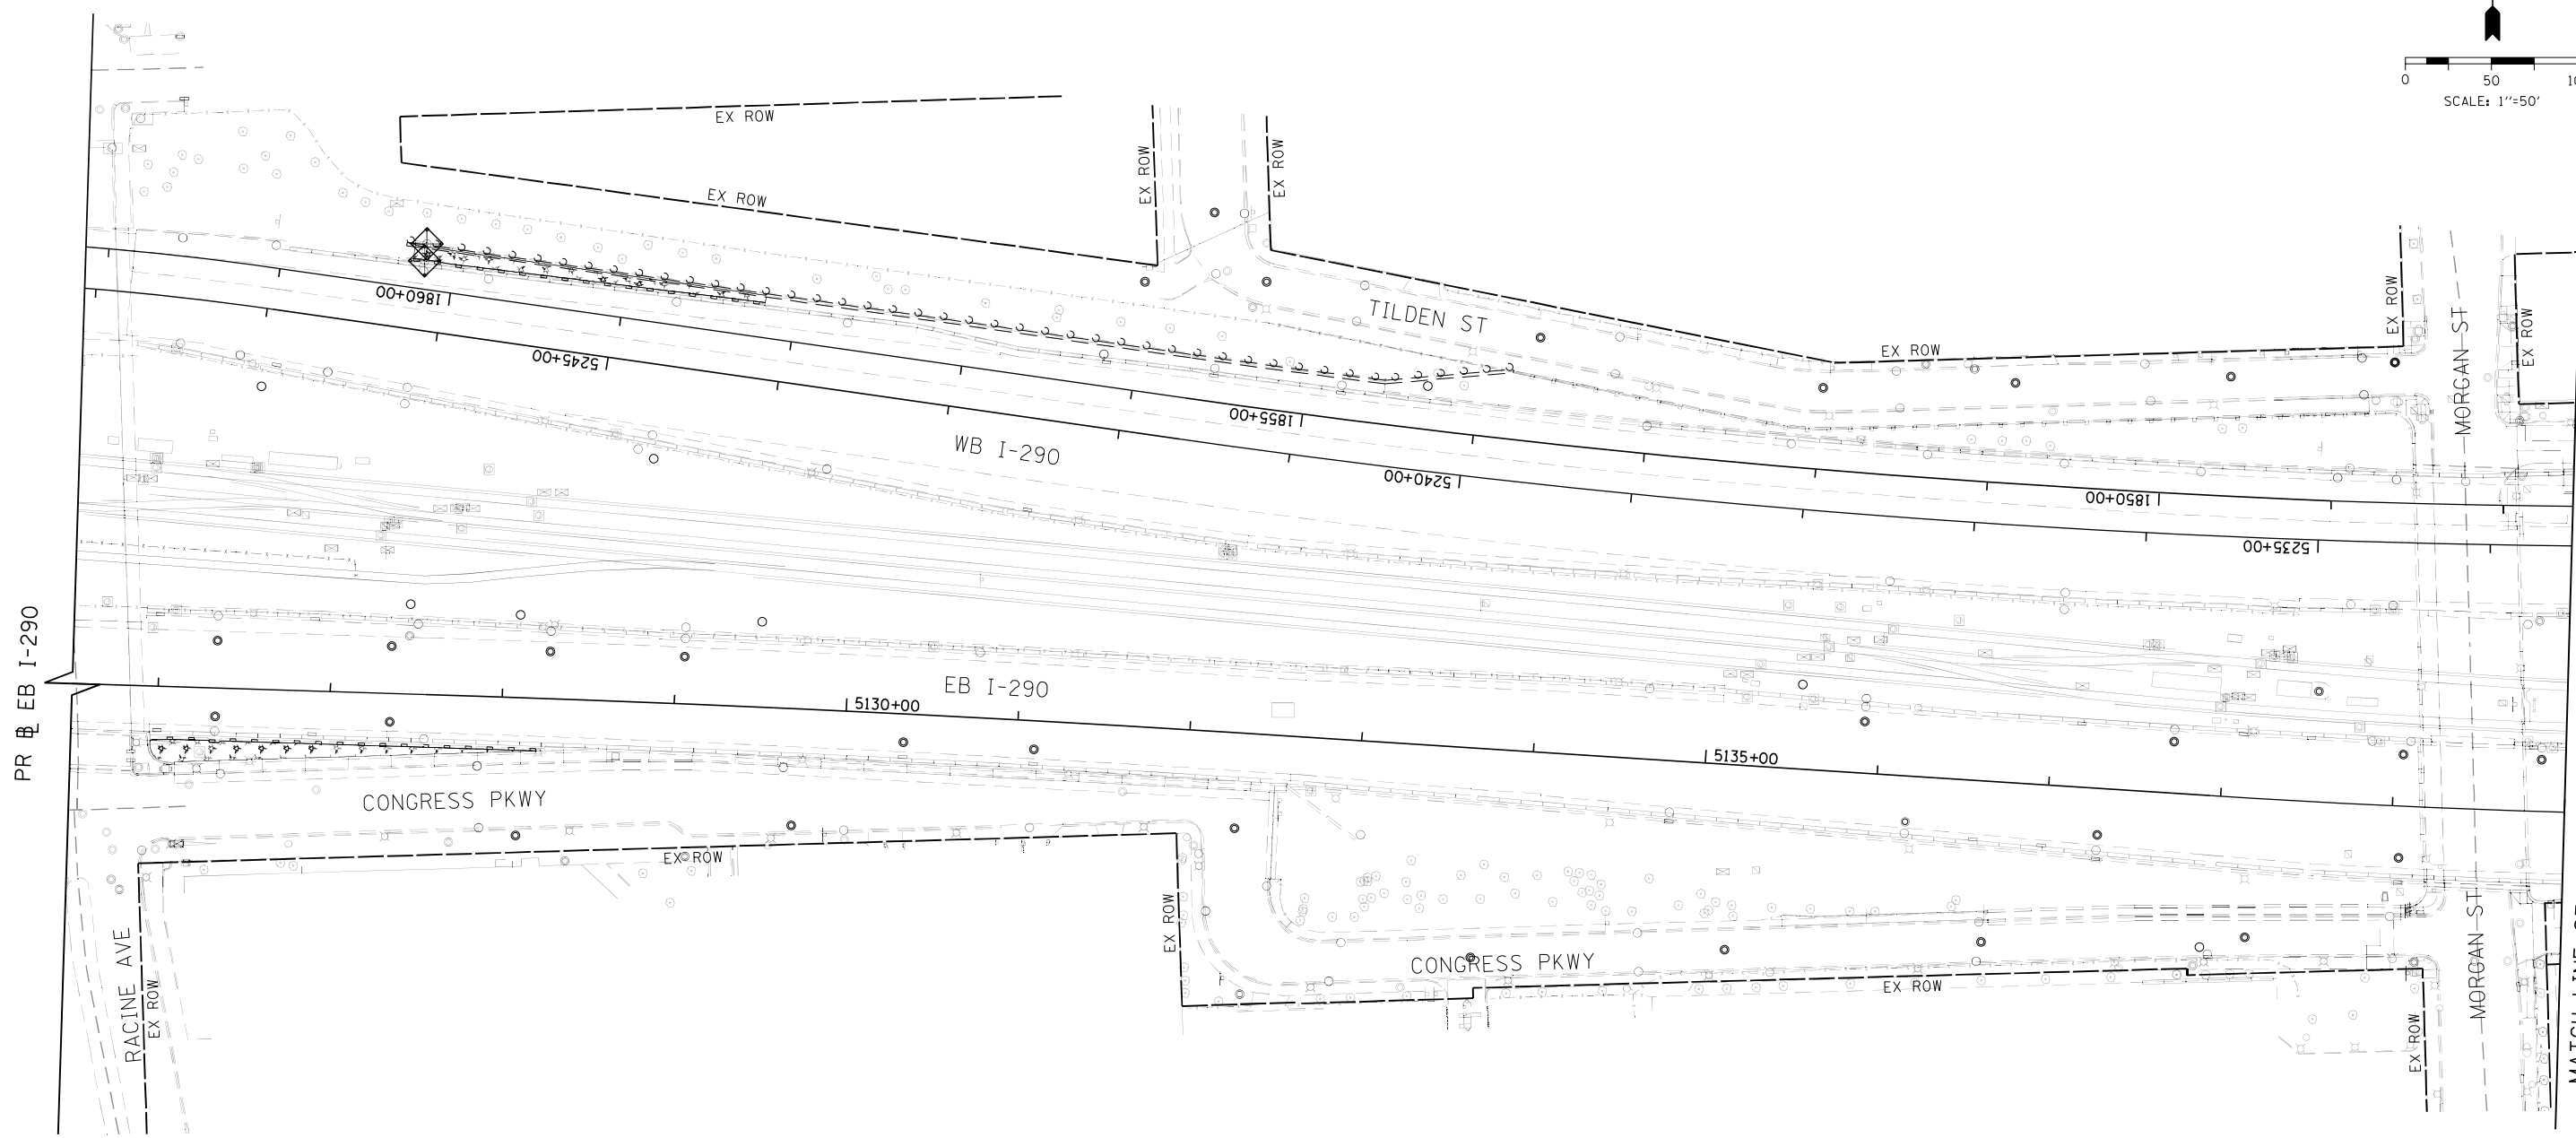 0 50
SCALE: 1"=50'
EX ROW
EX ROW
EX ROW
EX ROW
EX ROW
EX ROW
TILDEN ST
EX ROW
MORGAN ST
1860+00
5245+00
1855+00
WB I-290
5240+00
1850+00
5235+00
PR BL EB I-290
EB I-290
5130+00
5135+00
CONGRESS PKWY
EX ROW
EX ROW
RACINE AVE
EX ROW
CONGRESS PKWY
EX ROW
EX ROW
MORGAN ST